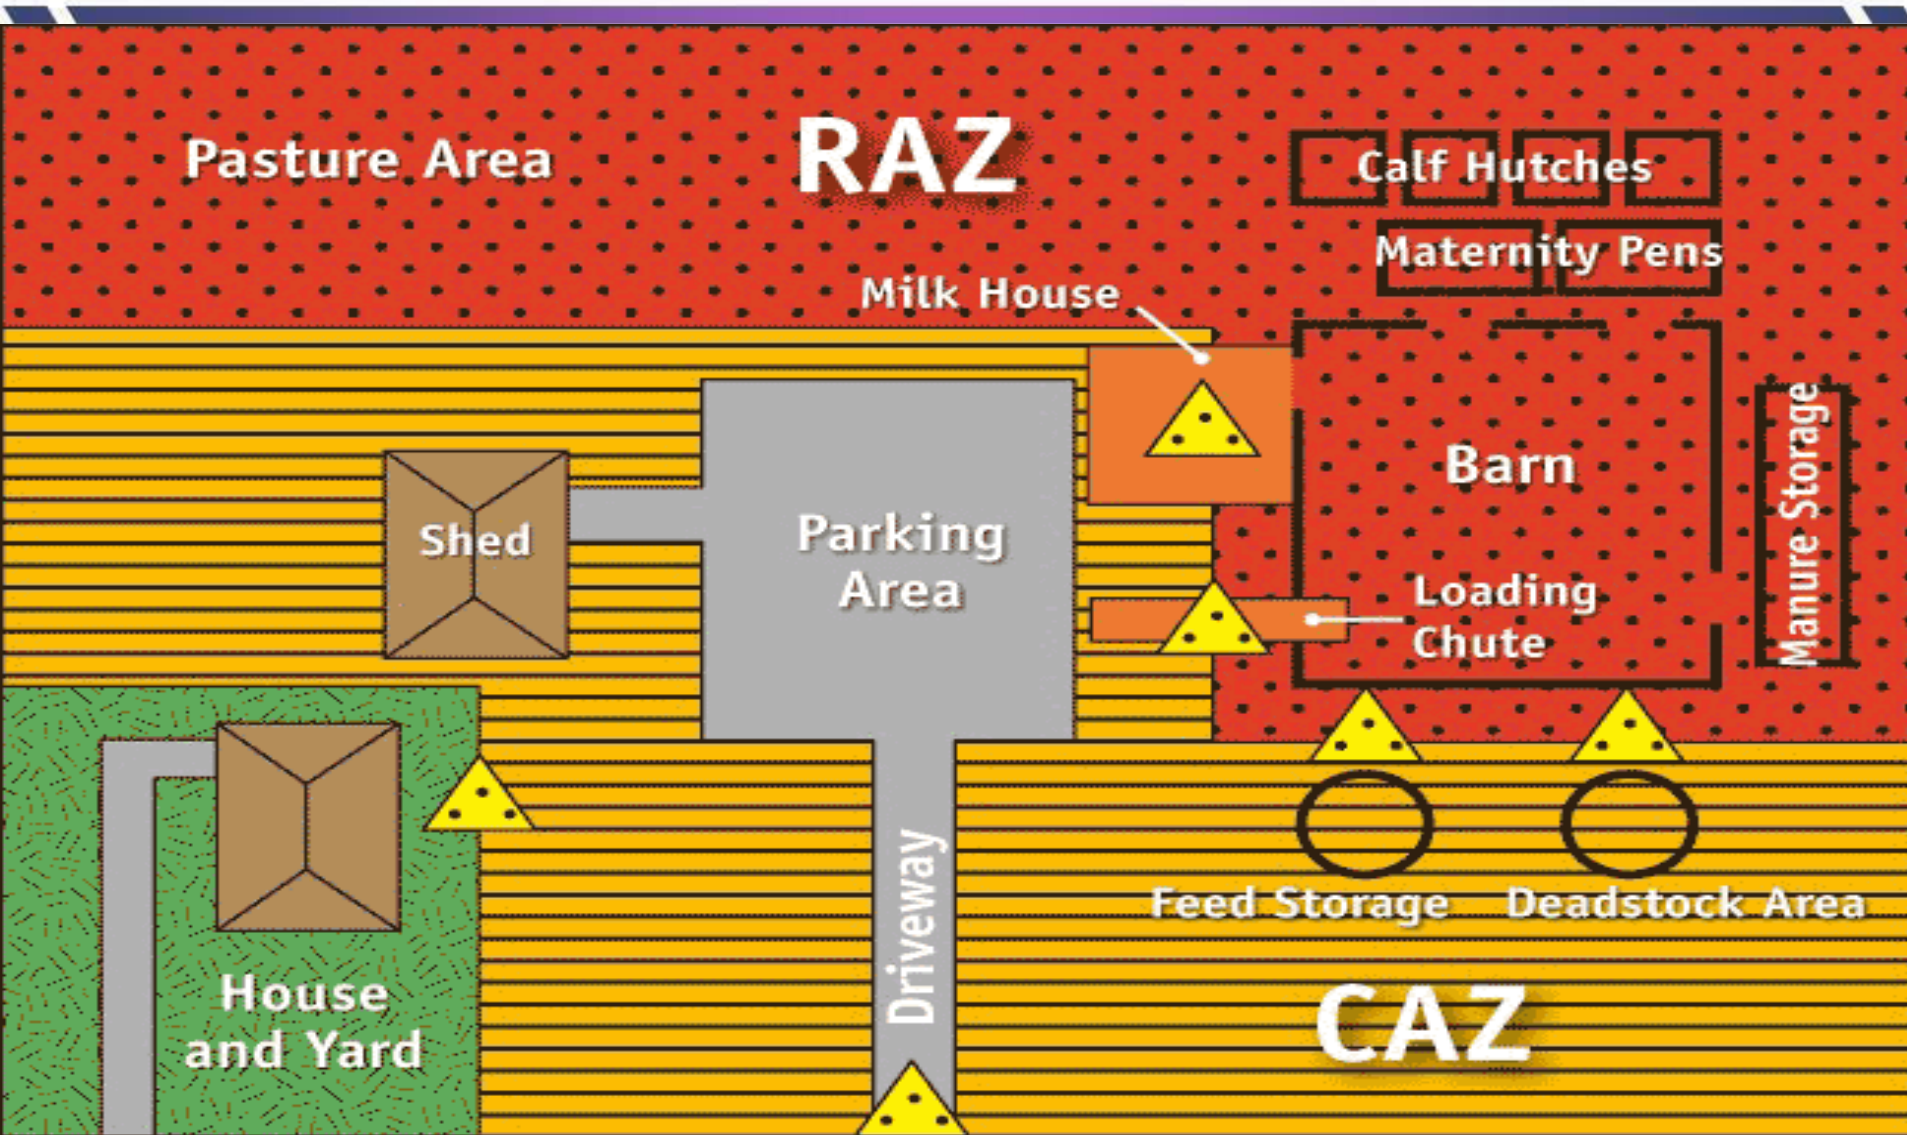 Pasture Area
RAZ
Calf Hutches
Maternity Pens
Milk House
Barn
Manure Storage
Shed
Parking
Area
Loading
Chute
Driveway
Feed Storage
Deadstock Area
House
and Yard
CAZ